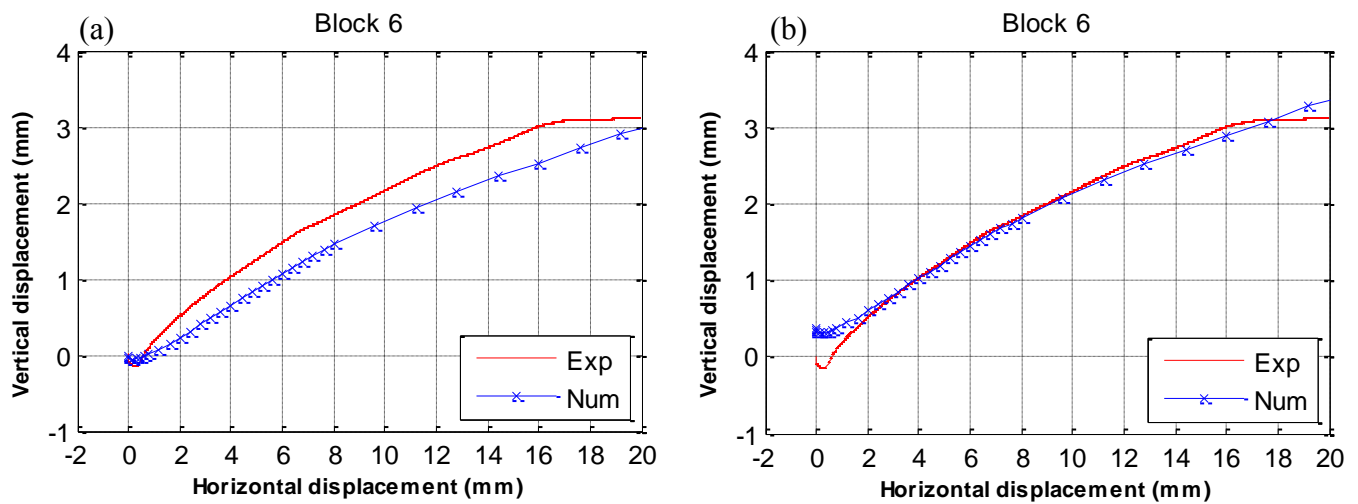 (a)
Block 6
4
3
2
1
0
-1
-2 0 2 4 6 8 10 12 14 16 18 20
Vertical displacement (mm)
Horizontal displacement (mm)
Exp
Num
(b)
Block 6
4
3
2
1
0
-1
-2 0 2 4 6 8 10 12 14 16 18 20
Vertical displacement (mm)
Horizontal displacement (mm)
Exp
Num